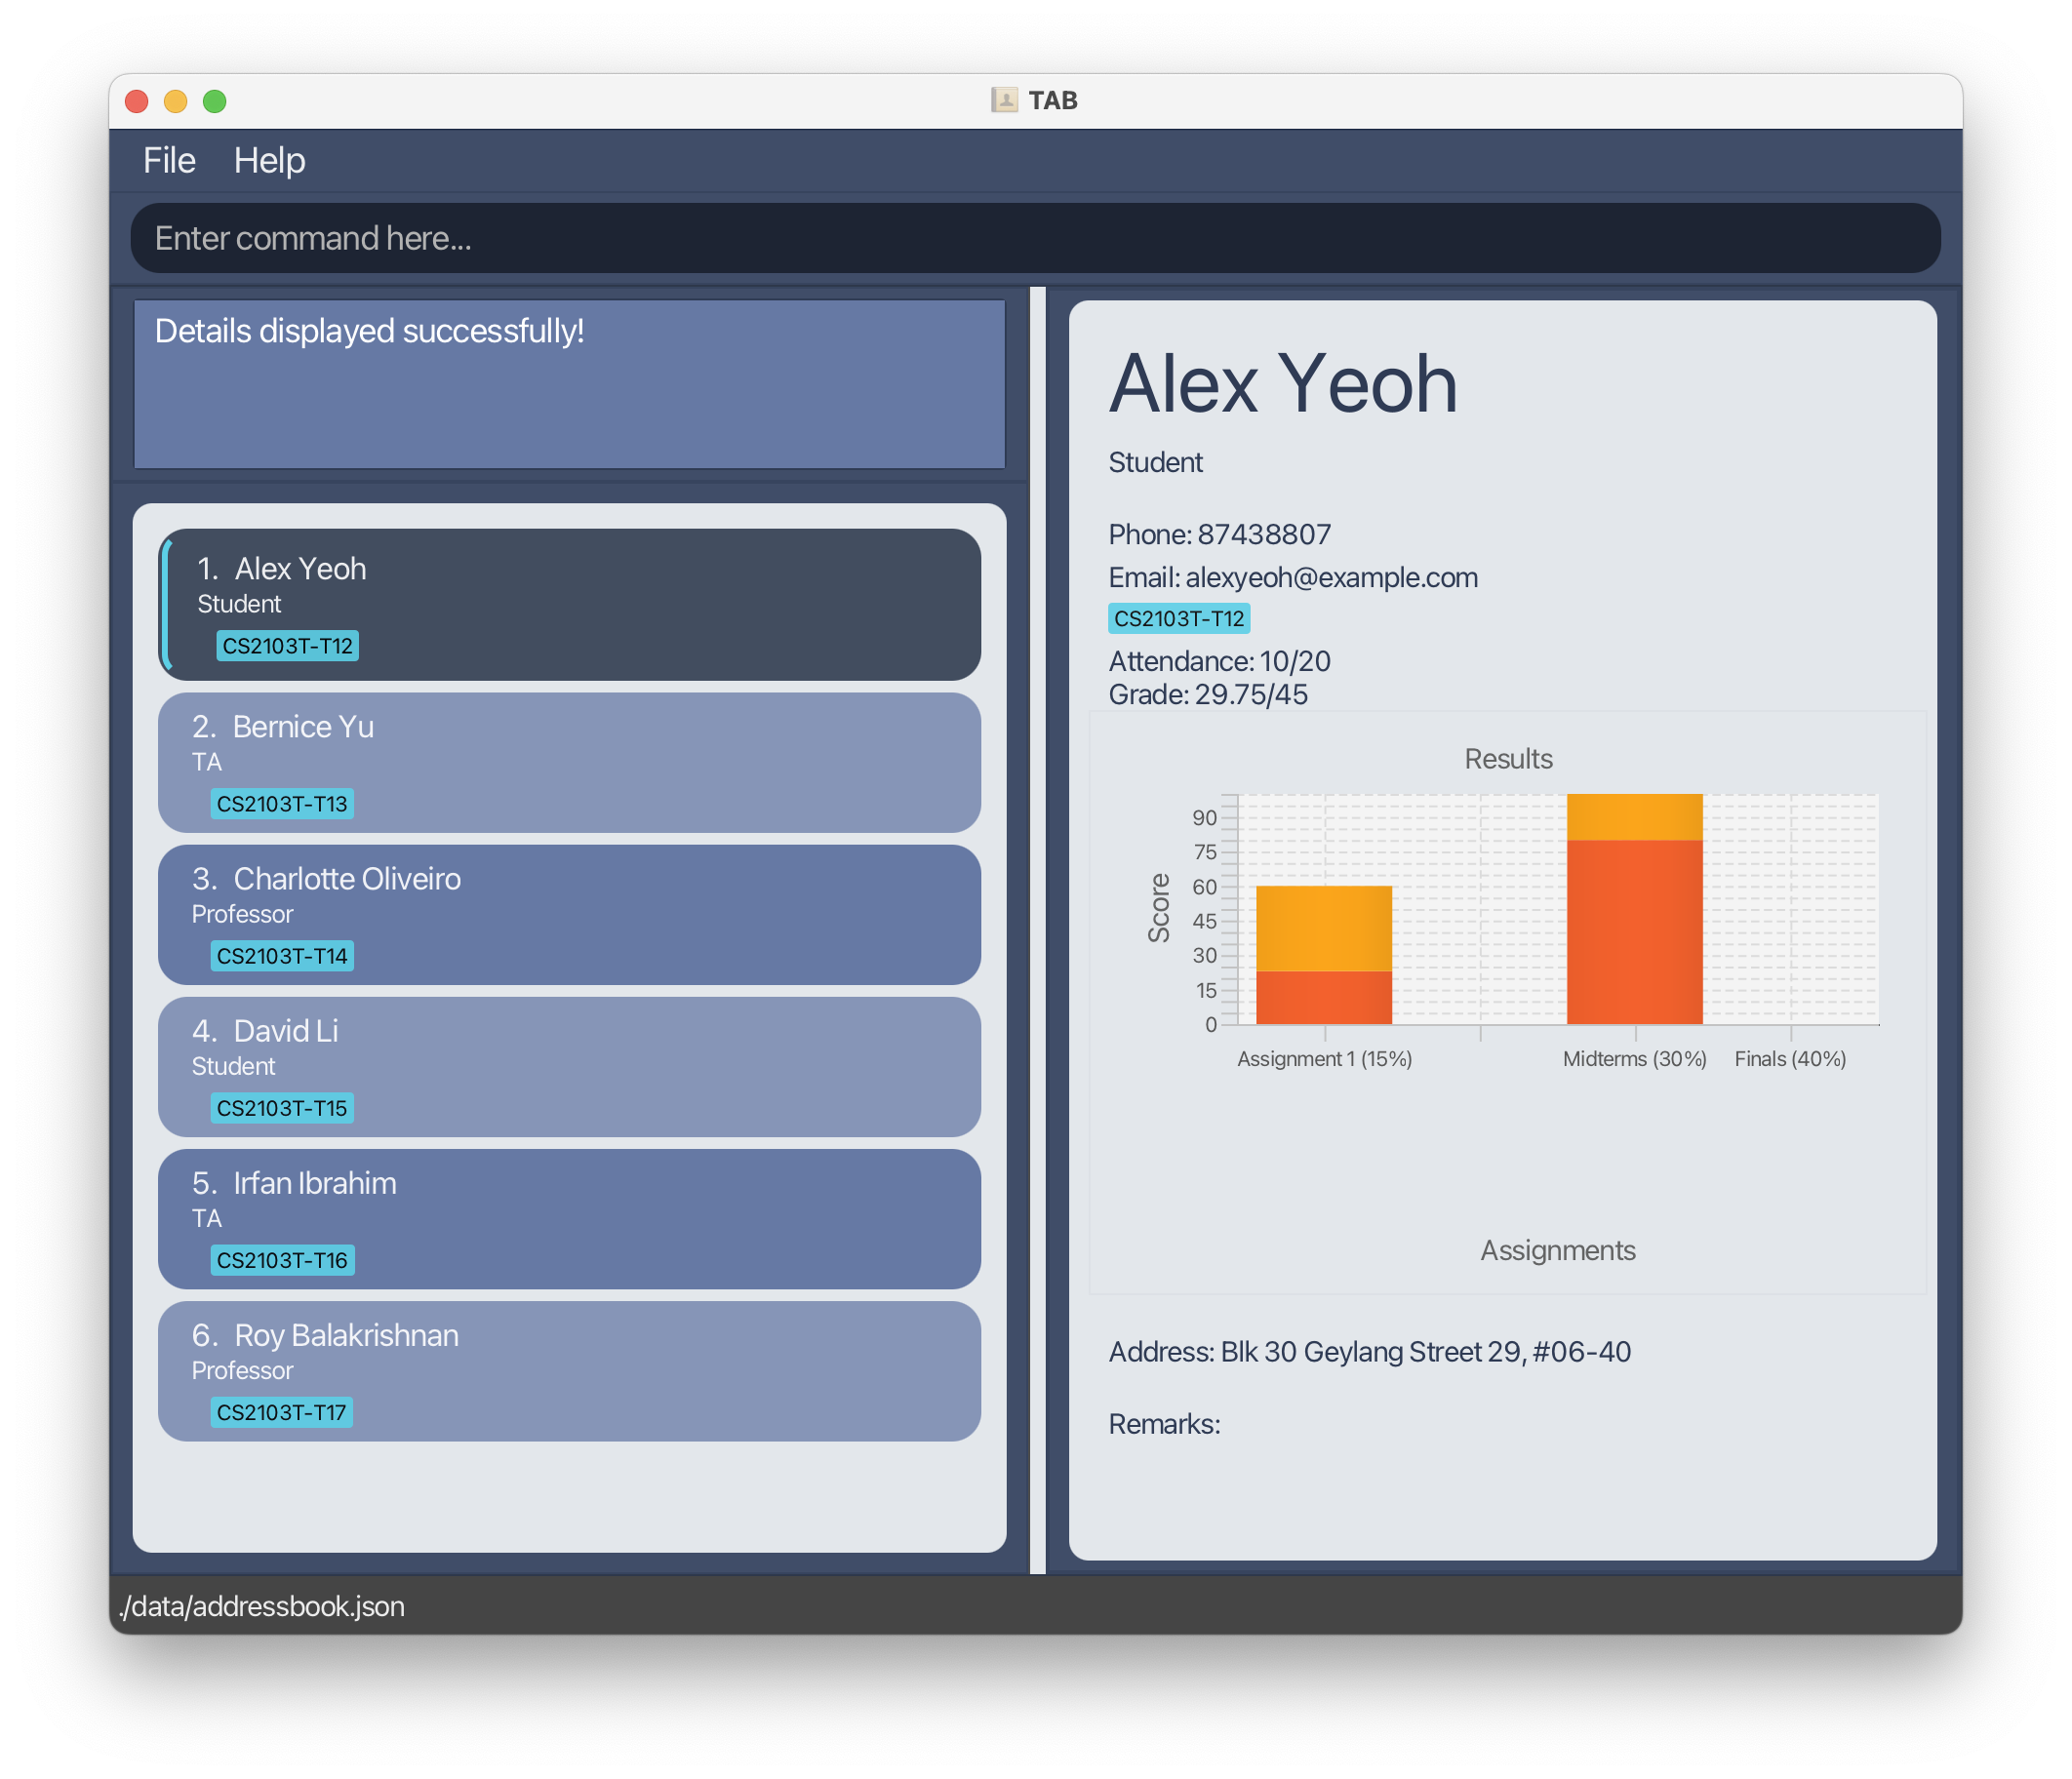 TAB
File Help
Enter command here...
Details displayed successfully!
1. Alex Yeoh
Student
CS2103T-T12
2. Bernice Yu
TA
CS2103T-T13
3. Charlotte Oliveiro
Professor
CS2103T-T14
4. David Li
Student
CS2103T-T15
5. Irfan Ibrahim
TA
CS2103T-T16
6. Roy Balakrishnan
Professor
CS2103T-T17
Alex Yeoh
Student
Phone: 87438807
Email: alexyeoh@example.com
CS2103T-T12
Attendance: 10/20
Grade: 29.75/45
Results
Score
90
75
60
45
30
15
0
Assignment 1 (15%) Midterms (30%) Finals (40%)
Assignments
Address: Blk 30 Geylang Street 29, #06-40
Remarks:
./data/addressbook.json